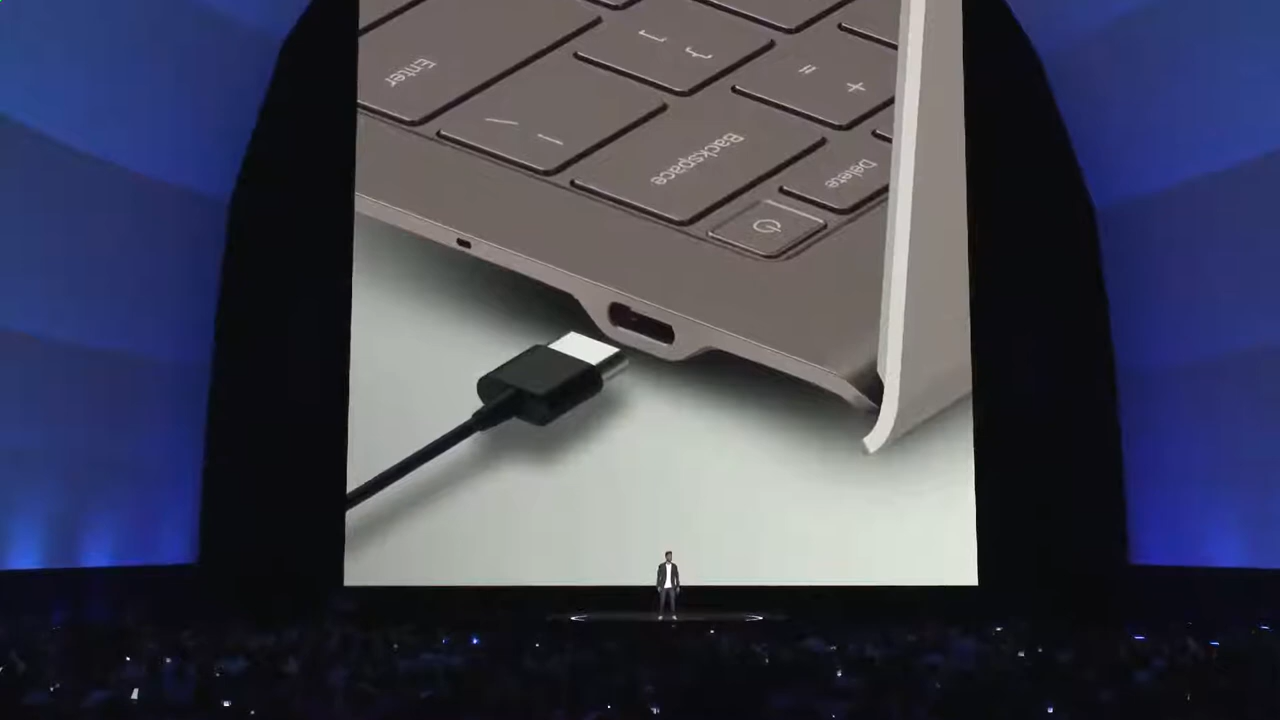 } ]
+ =
Enter
| \
Backspace
Delete